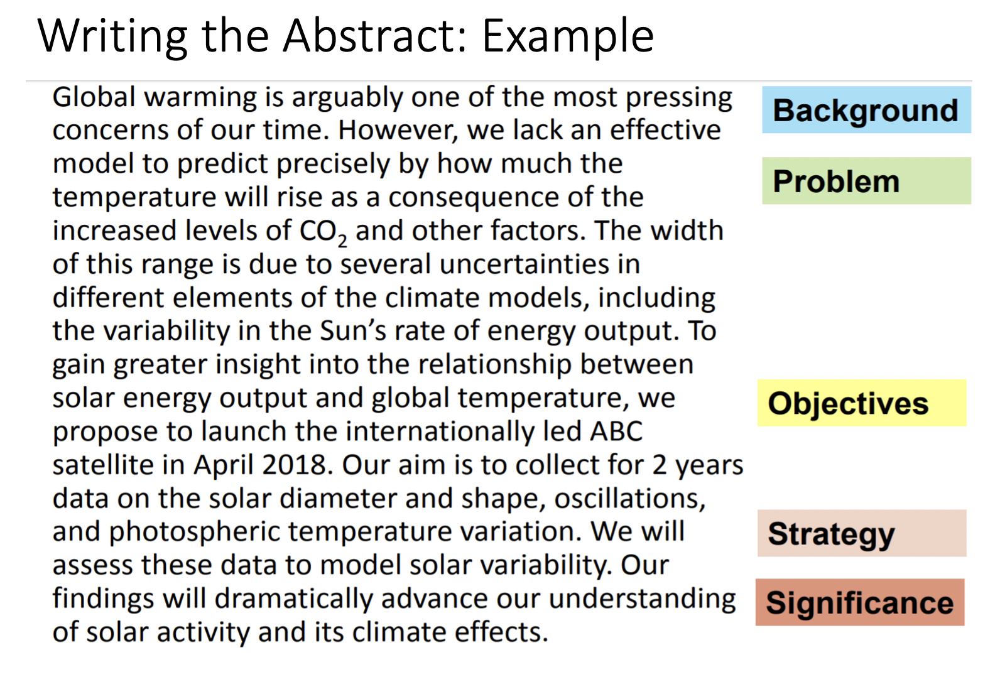 Writing the Abstract: Example
Global warming is arguably one of the most pressing
concerns of our time. However, we lack an effective
model to predict precisely by how much the
temperature will rise as a consequence of the
increased levels of CO₂ and other factors. The width
of this range is due to several uncertainties in
different elements of the climate models, including
the variability in the Sun’s rate of energy output. To
gain greater insight into the relationship between
solar energy output and global temperature, we
propose to launch the internationally led ABC
satellite in April 2018. Our aim is to collect for 2 years
data on the solar diameter and shape, oscillations,
and photospheric temperature variation. We will
assess these data to model solar variability. Our
findings will dramatically advance our understanding
of solar activity and its climate effects.
Background
Problem
Objectives
Strategy
Significance